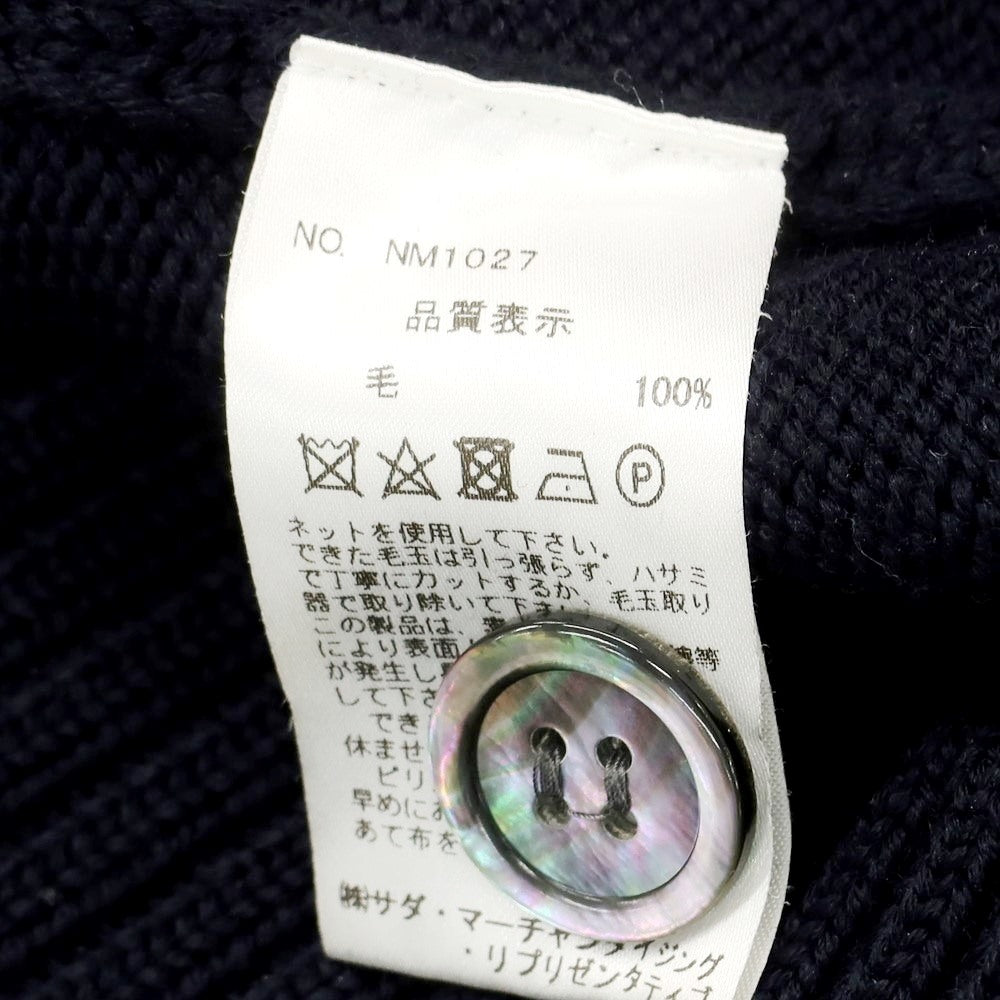 NO. NM1027
品質表示
毛 100%
P
ネットを使用して下さい。
できた毛玉は引っ張らず、ハサミ
で丁寧にカットするか、毛玉取り
器で取り除いて下さい。
この製品は、
により表面 等
が発生し
して下さ
でき
休ませ
ピリ
早めにお
あて布を
㈱サダ・マーチャンダイジング
・リプリゼンタティブ